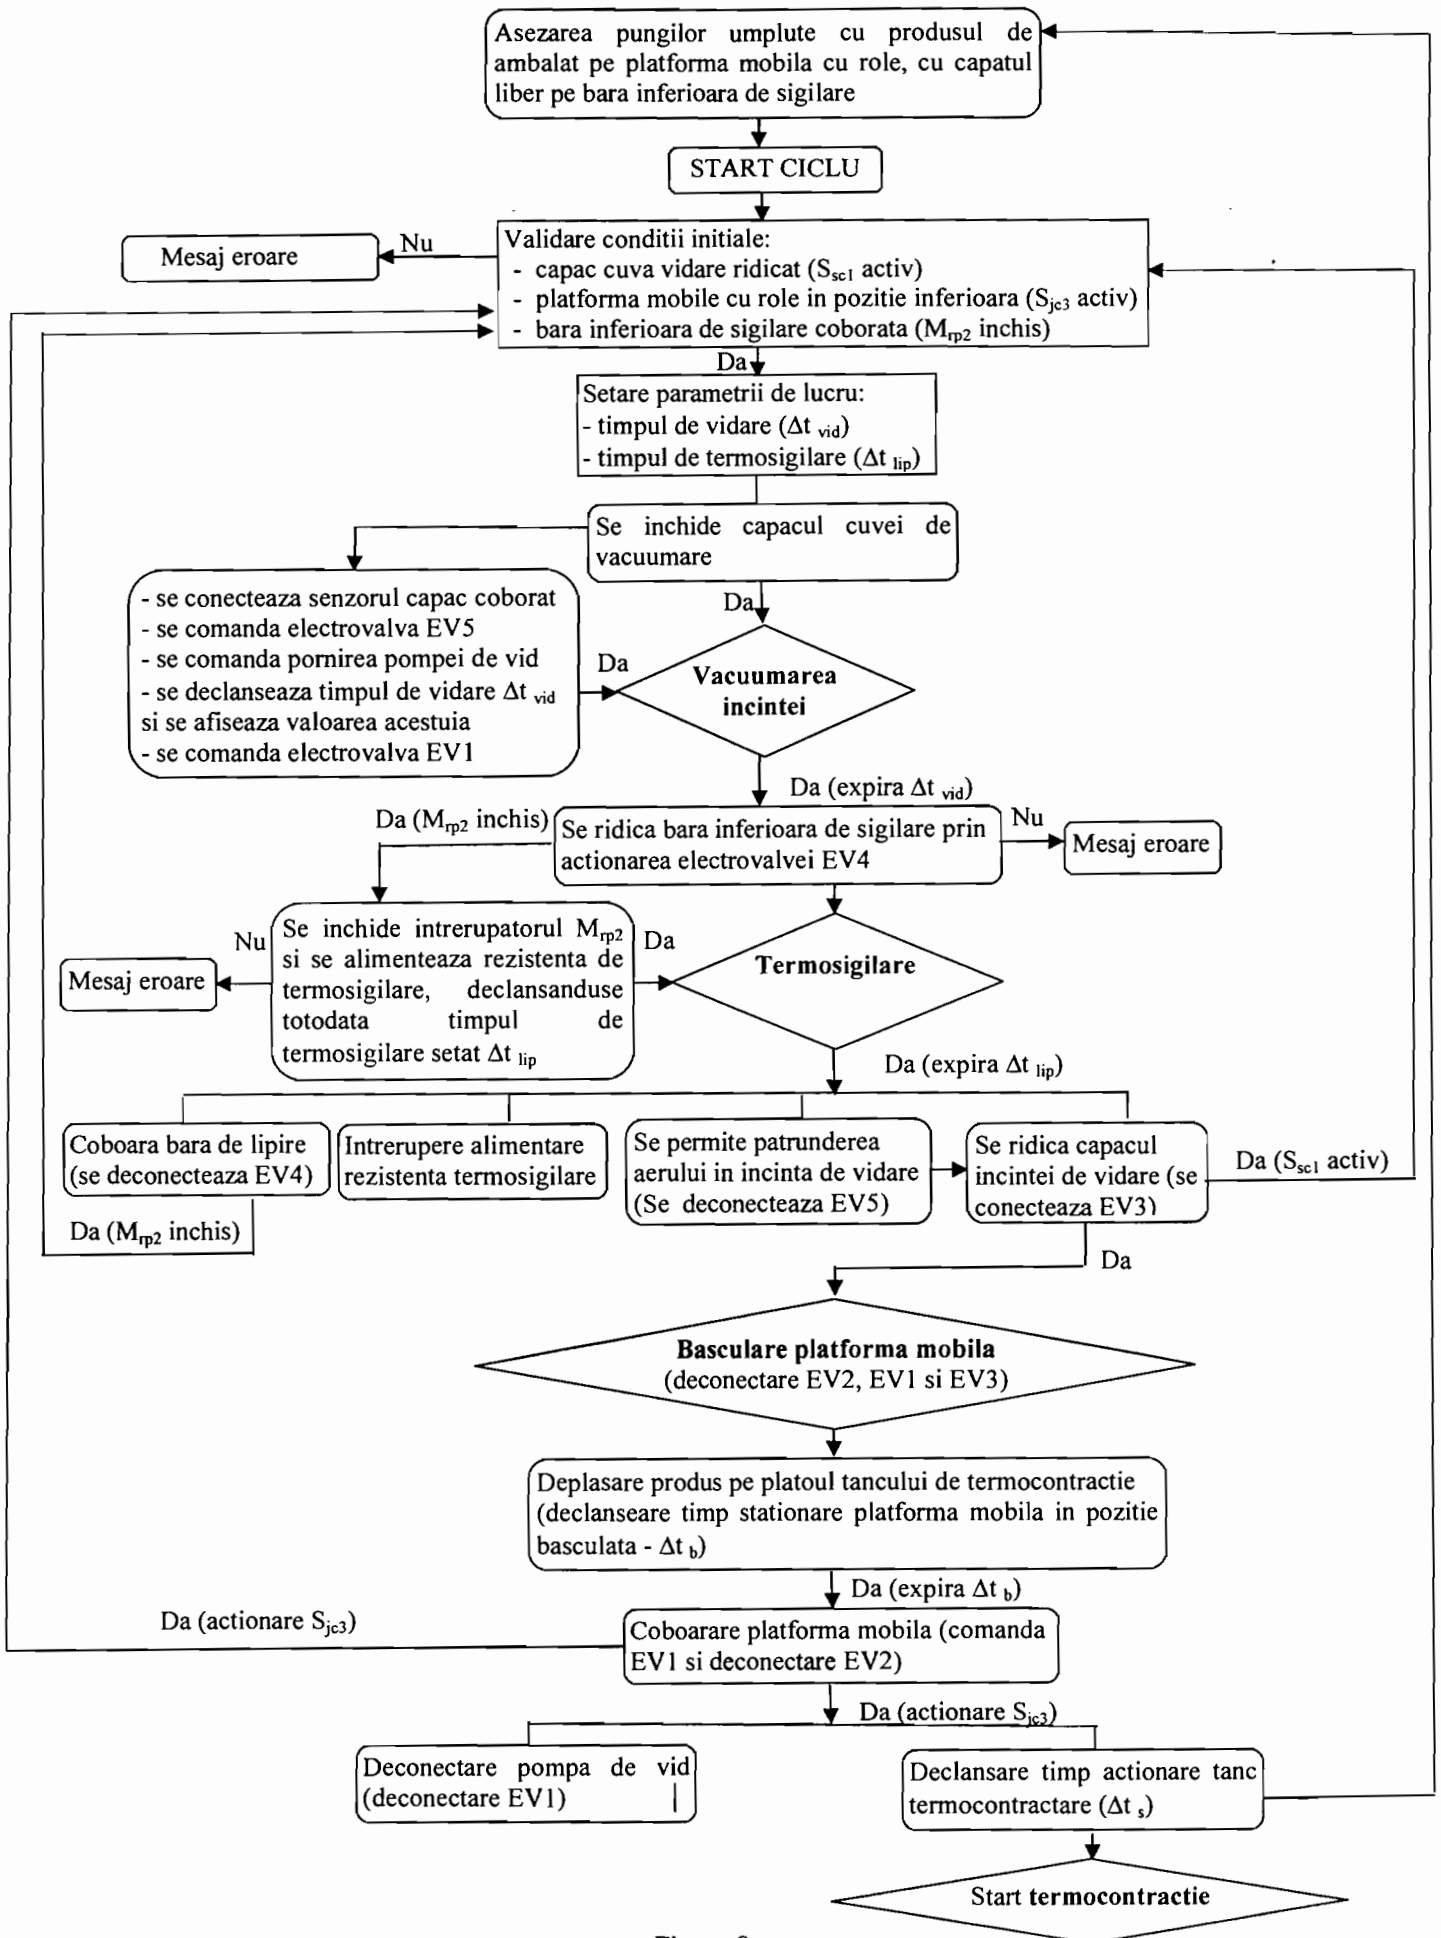 Asezarea pungilor umplute cu produsul de
ambalat pe platforma mobila cu role, cu capatul
liber pe bara inferioara de sigilare
START CICLU
Mesaj eroare
Nu
Validare conditii initiale:
- capac cuva vidare ridicat (Ssc1 activ)
- platforma mobile cu role in pozitie inferioara (Sjc3 activ)
- bara inferioara de sigilare coborata (Mrp2 inchis)
Da
Setare parametrii de lucru:
- timpul de vidare (Δt vid)
- timpul de termosigilare (Δt lip)
Se inchide capacul cuvei de
vacuumare
- se conecteaza senzorul capac coborat
- se comanda electrovalva EV5
- se comanda pornirea pompei de vid
- se declanseaza timpul de vidare Δt vid
si se afiseaza valoarea acestuia
- se comanda electrovalva EV1
Da
Da
Vacuumarea
incintei
Da (expira Δt vid)
Da (Mrp2 inchis)
Se ridica bara inferioara de sigilare prin
actionarea electrovalvei EV4
Nu
Mesaj eroare
Nu
Mesaj eroare
Se inchide intrerupatorul Mrp2
si se alimenteaza rezistenta de
termosigilare, declansanduse
totodata timpul de
termosigilare setat Δt lip
Da
Termosigilare
Da (expira Δt lip)
Coboara bara de lipire
(se deconecteaza EV4)
Intrerupere alimentare
rezistenta termosigilare
Se permite patrunderea
aerului in incinta de vidare
(Se deconecteaza EV5)
Se ridica capacul
incintei de vidare (se
conecteaza EV3)
Da (Ssc1 activ)
Da (Mrp2 inchis)
Da
Basculare platforma mobila
(deconectare EV2, EV1 si EV3)
Deplasare produs pe platoul tancului de termocontractie
(declanseare timp stationare platforma mobila in pozitie
basculata - Δt b)
Da (expira Δt b)
Da (actionare Sjc3)
Coboarare platforma mobila (comanda
EV1 si deconectare EV2)
Da (actionare Sjc3)
Deconectare pompa de vid
(deconectare EV1)
Declansare timp actionare tanc
termocontractare (Δt s)
Start termocontractie